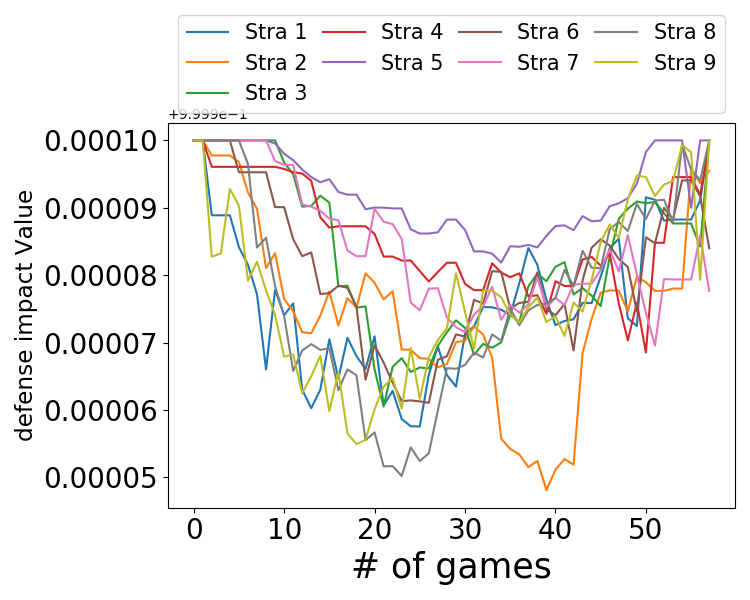 Stra 1 Stra 4 Stra 6 Stra 8
Stra 2 Stra 5 Stra 7 Stra 9
Stra 3
+9.999e−1
0.00010
0.00009
0.00008
0.00007
0.00006
0.00005
defense impact Value
0 10 20 30 40 50
# of games